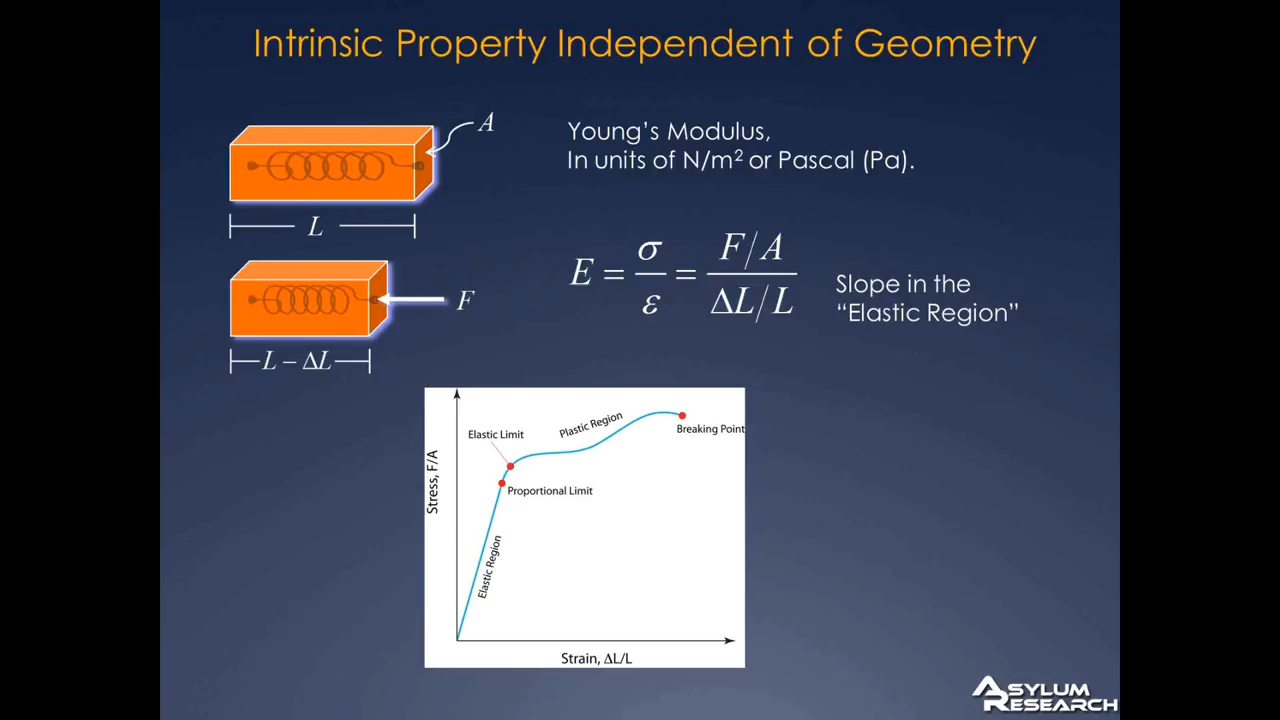 Intrinsic Property Independent of Geometry
A
L
F
L − ΔL
Young's Modulus,
In units of N/m² or Pascal (Pa).
E = σ/ε = F/A / ΔL/L
Slope in the
“Elastic Region”
Stress, F/A
Elastic Limit
Plastic Region
Breaking Point
Proportional Limit
Elastic Region
Strain, ΔL/L
ASYLUM
RESEARCH